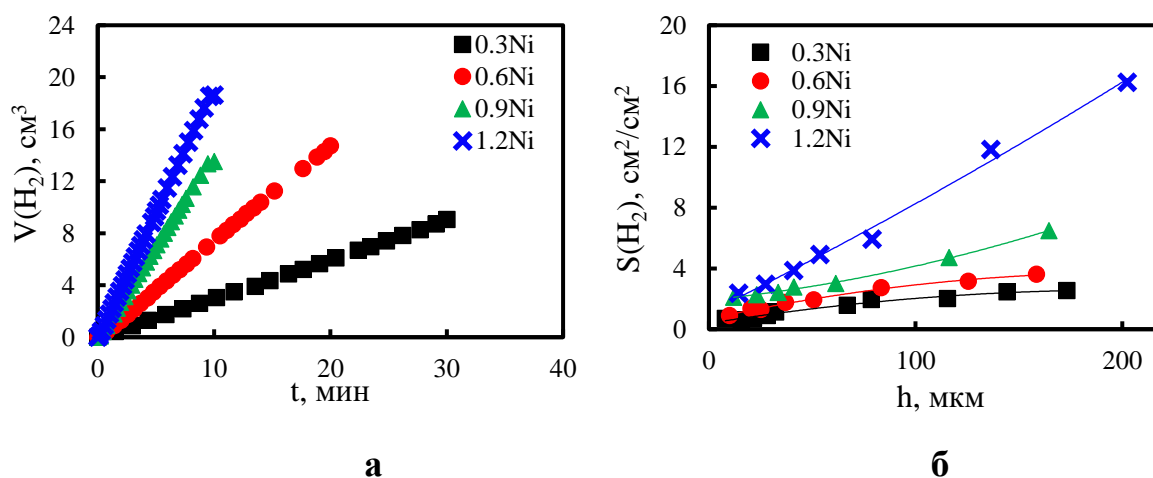 24
20
16
12
8
4
0
V(H₂), см³
0.3Ni
0.6Ni
0.9Ni
1.2Ni
0 10 20 30 40
t, мин
а
20
16
12
8
4
0
S(H₂), см²/см²
0.3Ni
0.6Ni
0.9Ni
1.2Ni
0 100 200
h, мкм
б